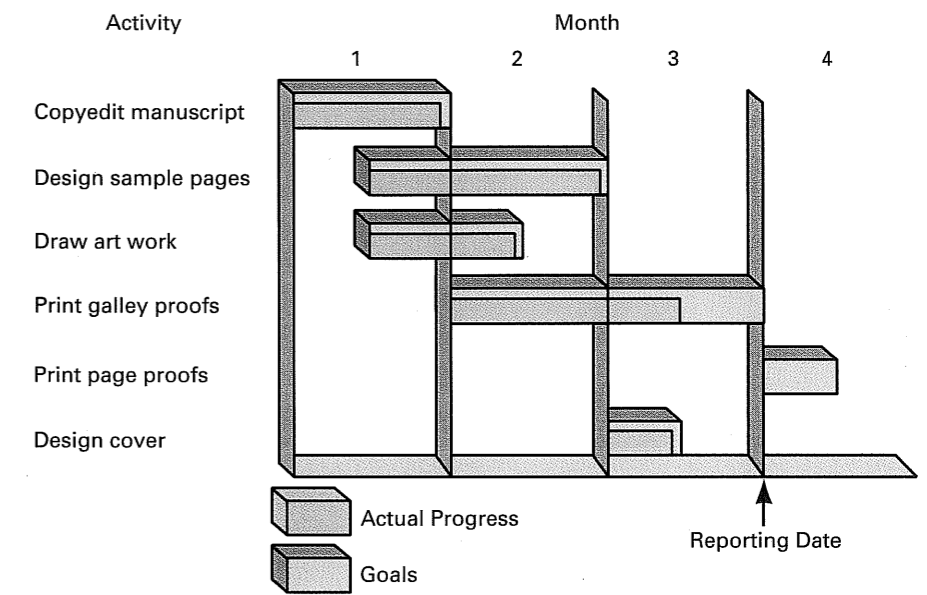 Activity
Month
1 2 3 4
Copyedit manuscript
Design sample pages
Draw art work
Print galley proofs
Print page proofs
Design cover
Actual Progress
Reporting Date
Goals